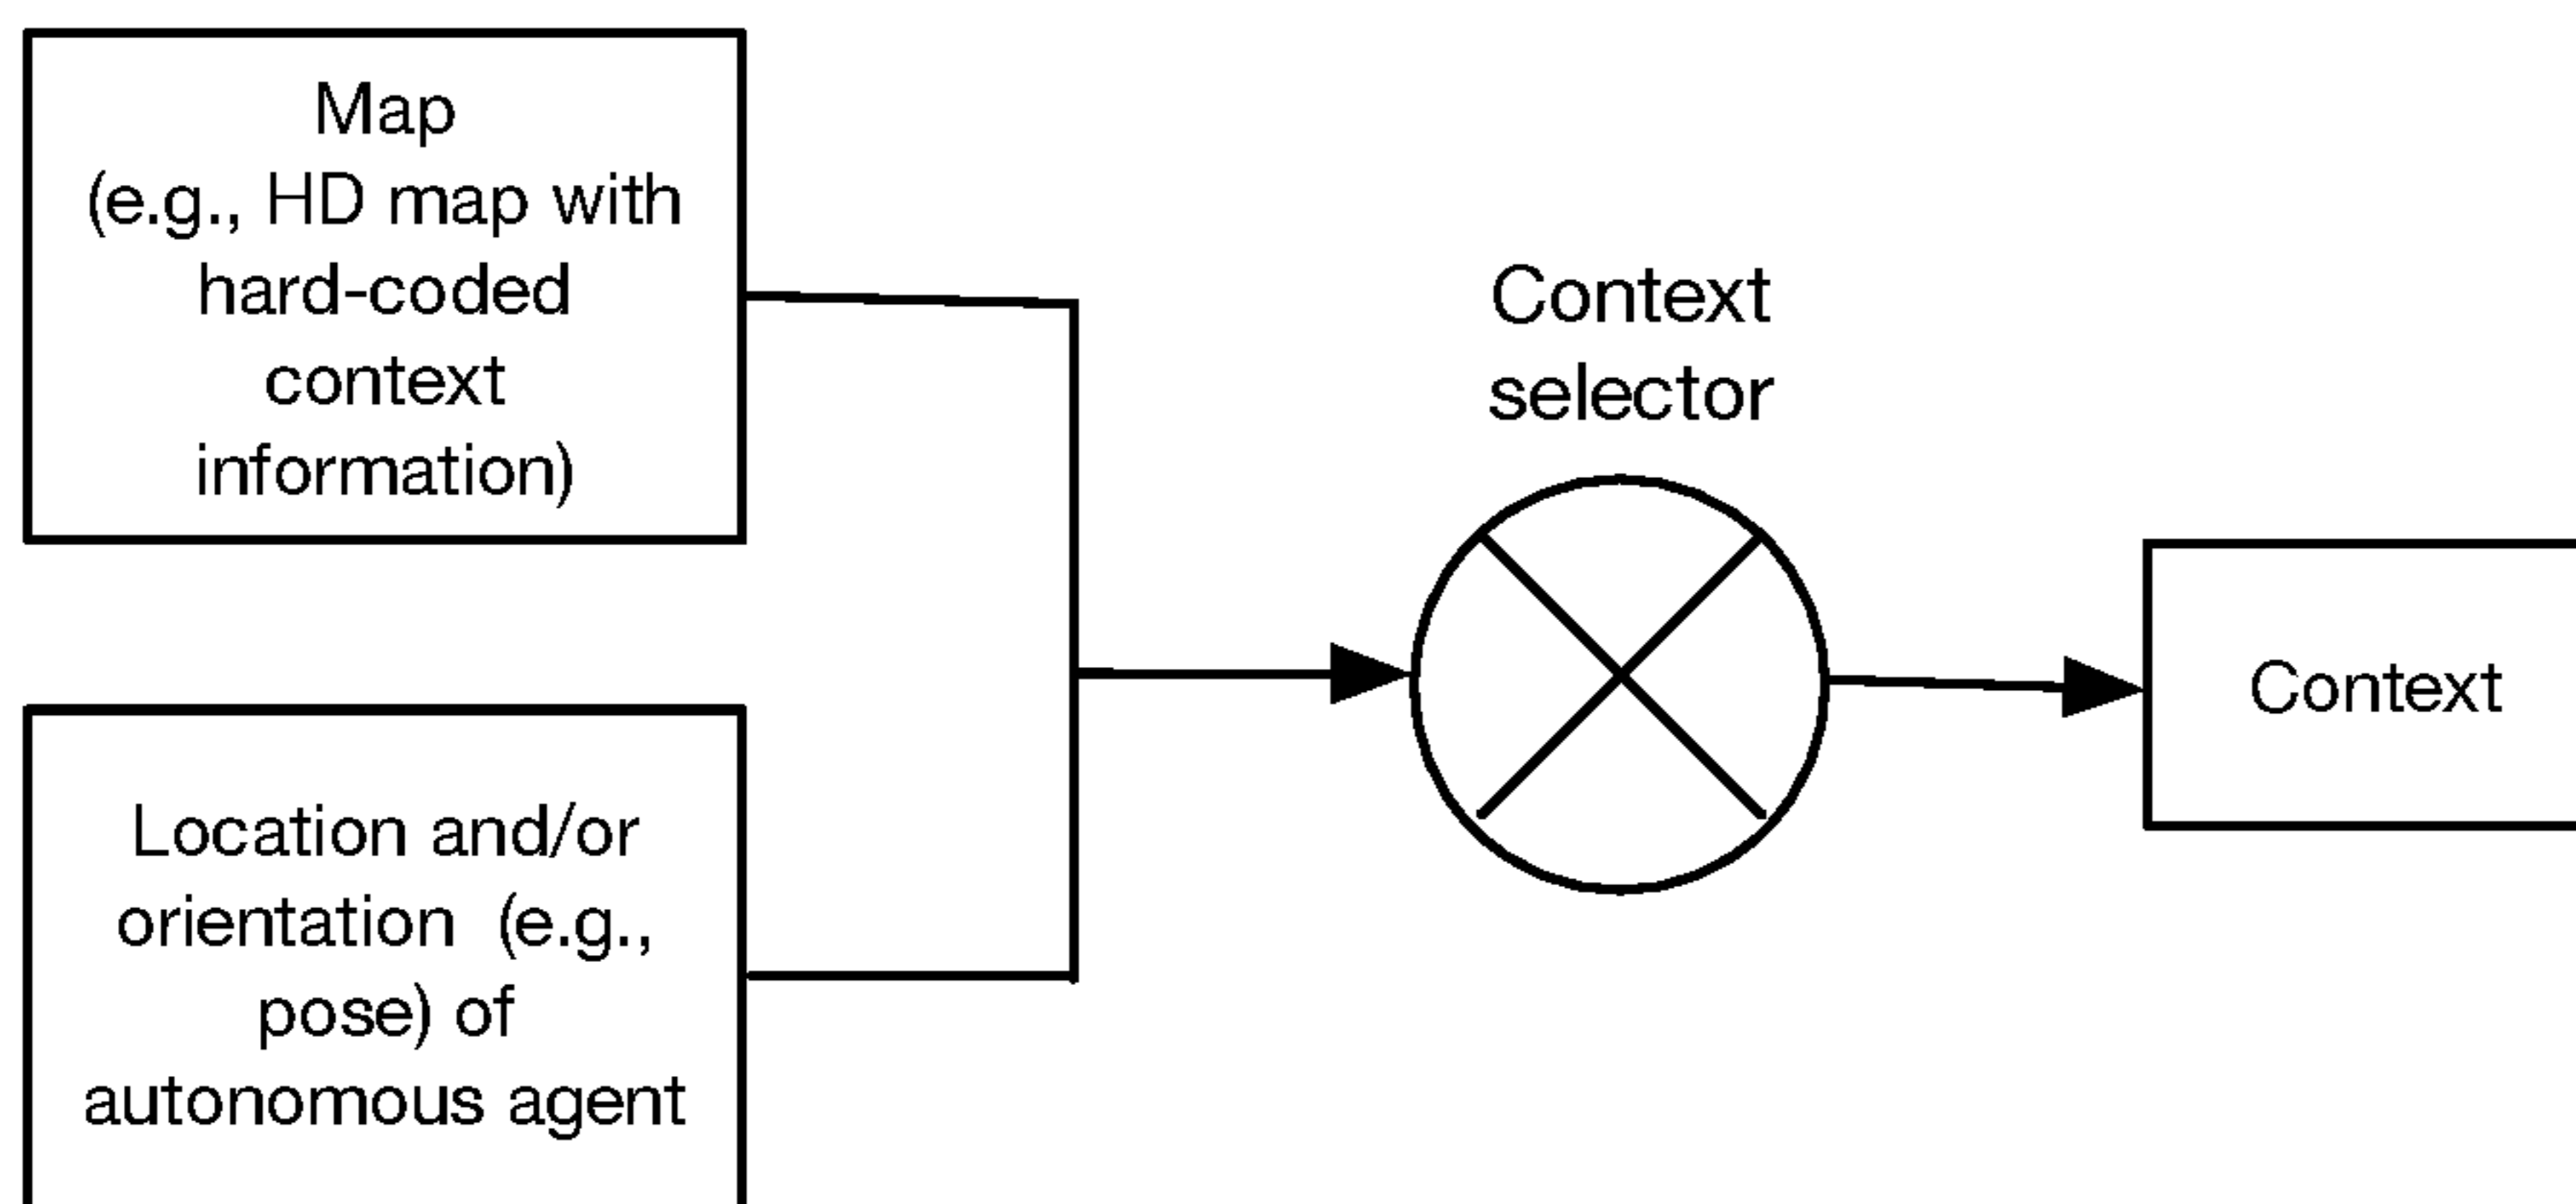 Map
(e.g., HD map with
hard-coded
context
information)
Context
selector
Context
Location and/or
orientation (e.g.,
pose) of
autonomous agent